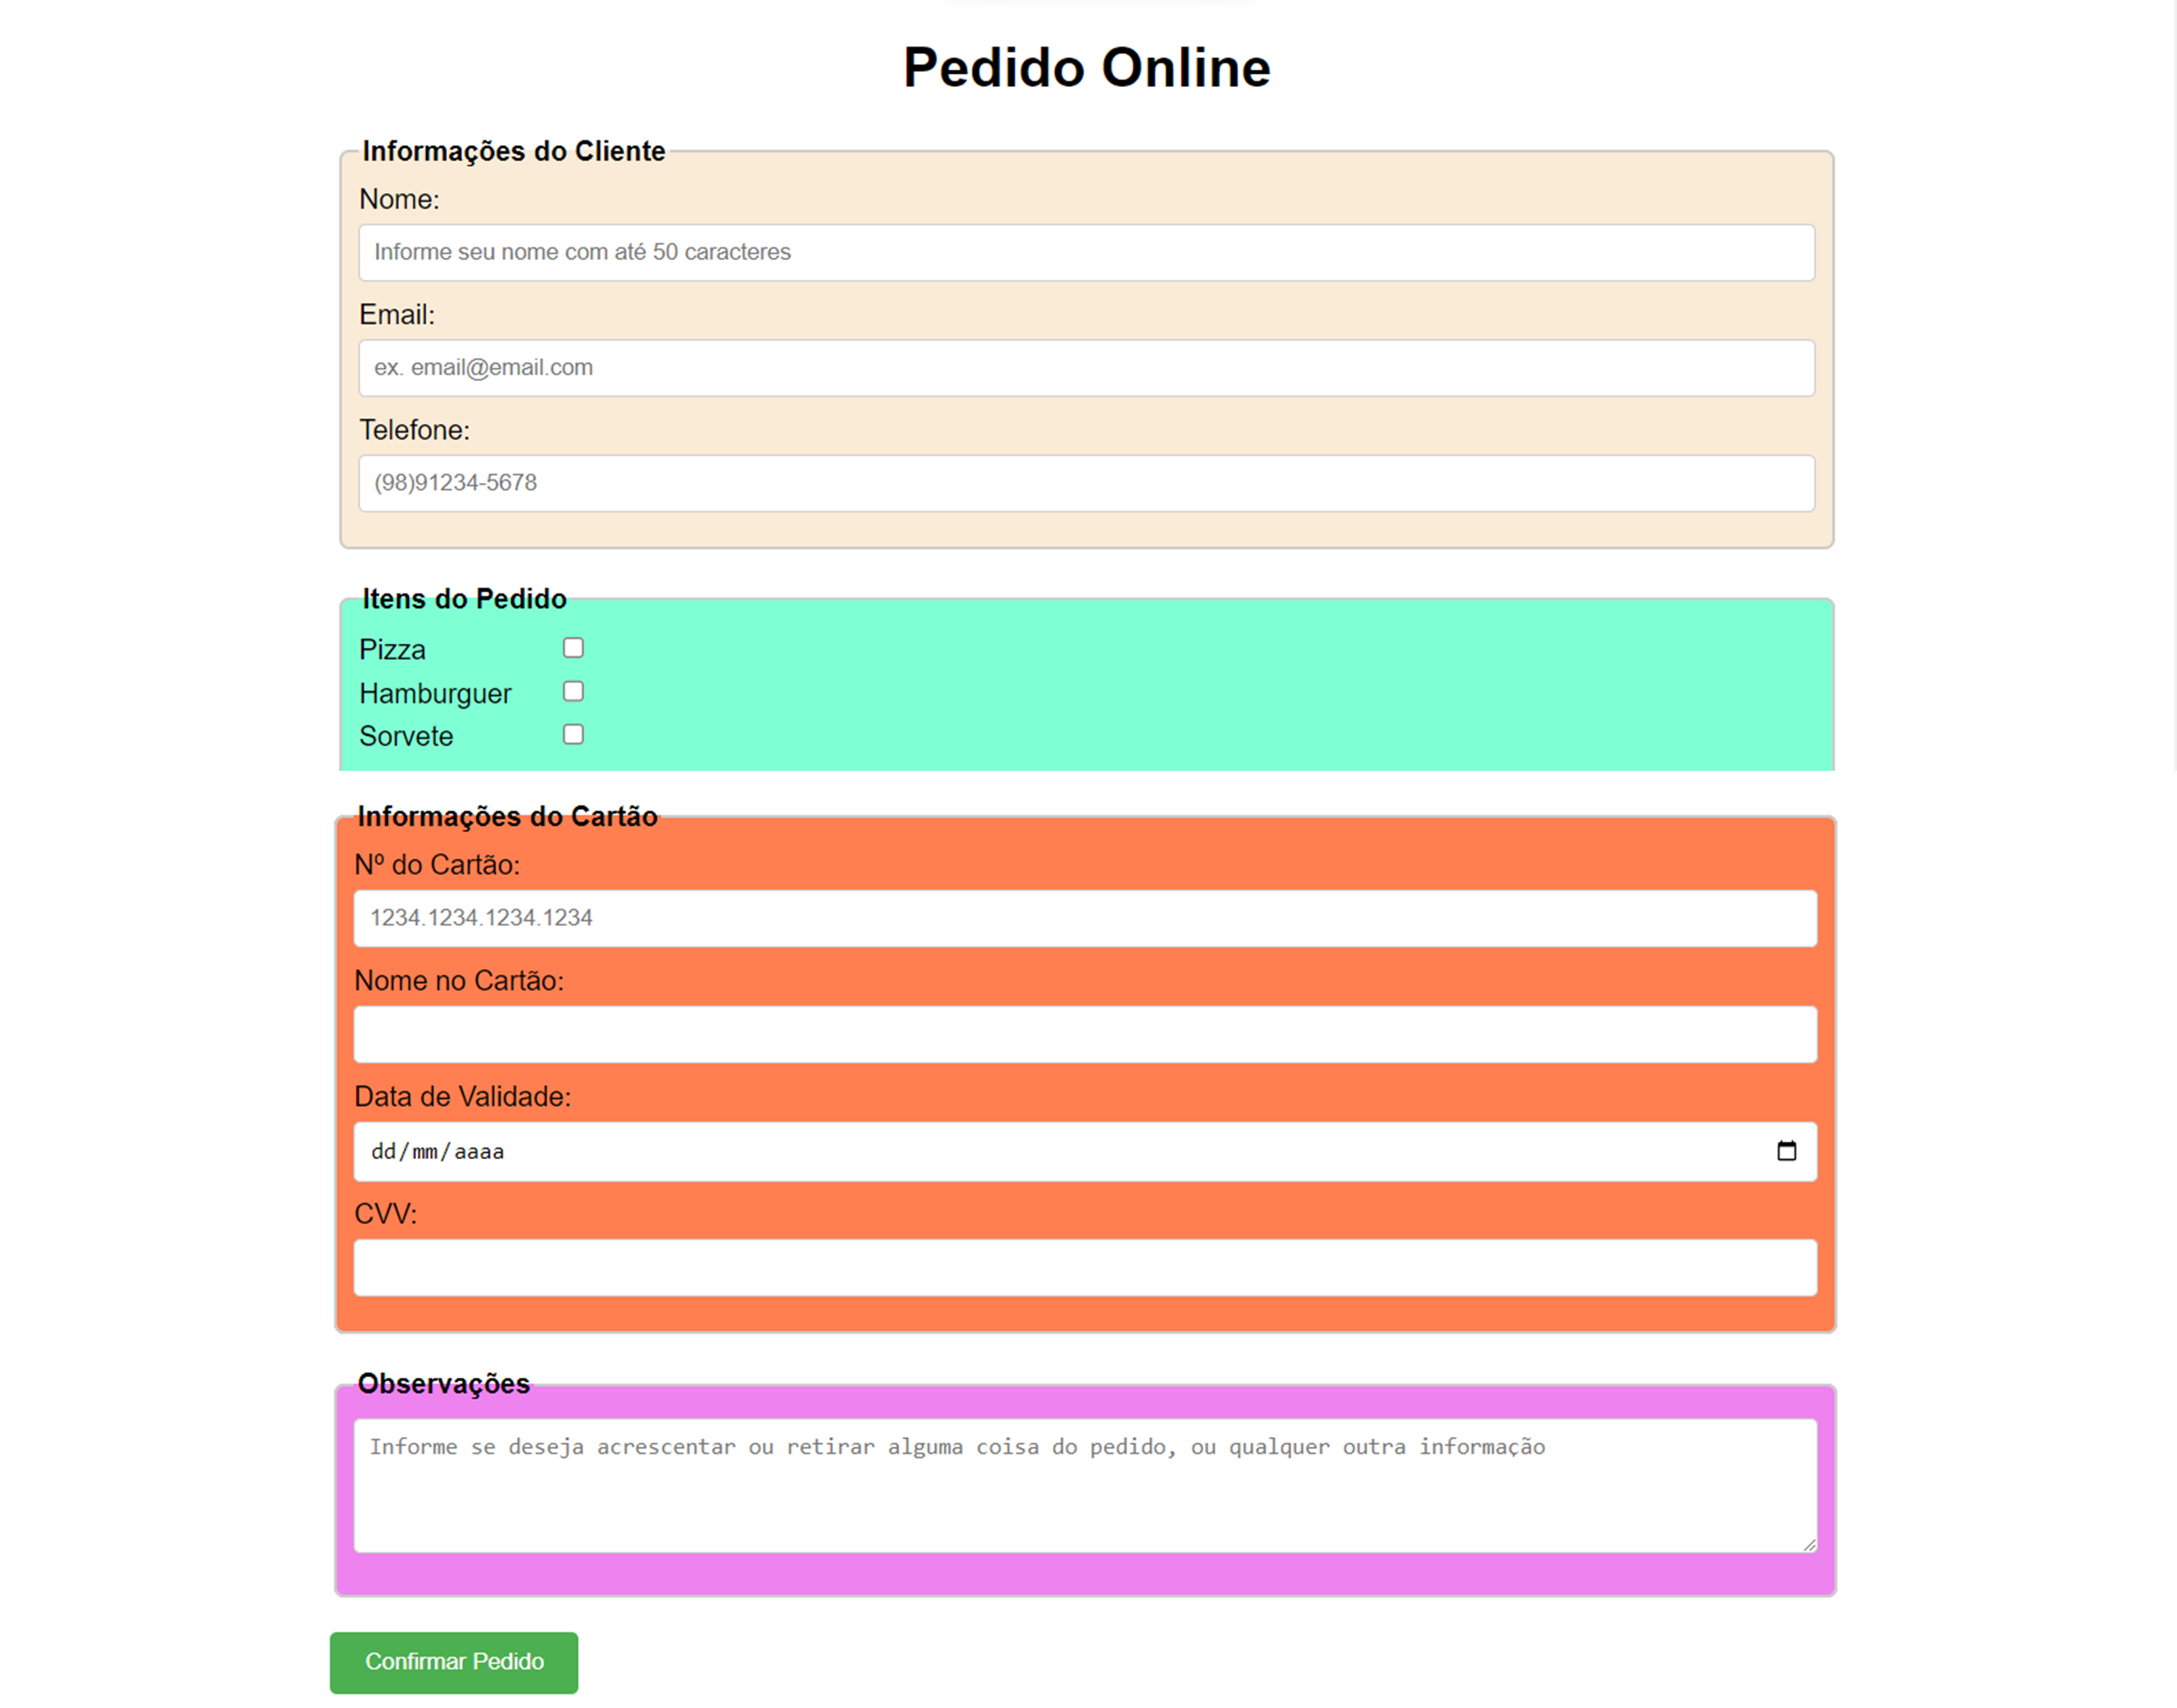 Pedido Online
Informações do Cliente
Nome:
Informe seu nome com até 50 caracteres
Email:
ex. email@email.com
Telefone:
(98)91234-5678
Itens do Pedido
Pizza
Hamburguer
Sorvete
Informações do Cartão
Nº do Cartão:
1234.1234.1234.1234
Nome no Cartão:
Data de Validade:
dd/mm/aaaa
CVV:
Observações
Informe se deseja acrescentar ou retirar alguma coisa do pedido, ou qualquer outra informação
Confirmar Pedido